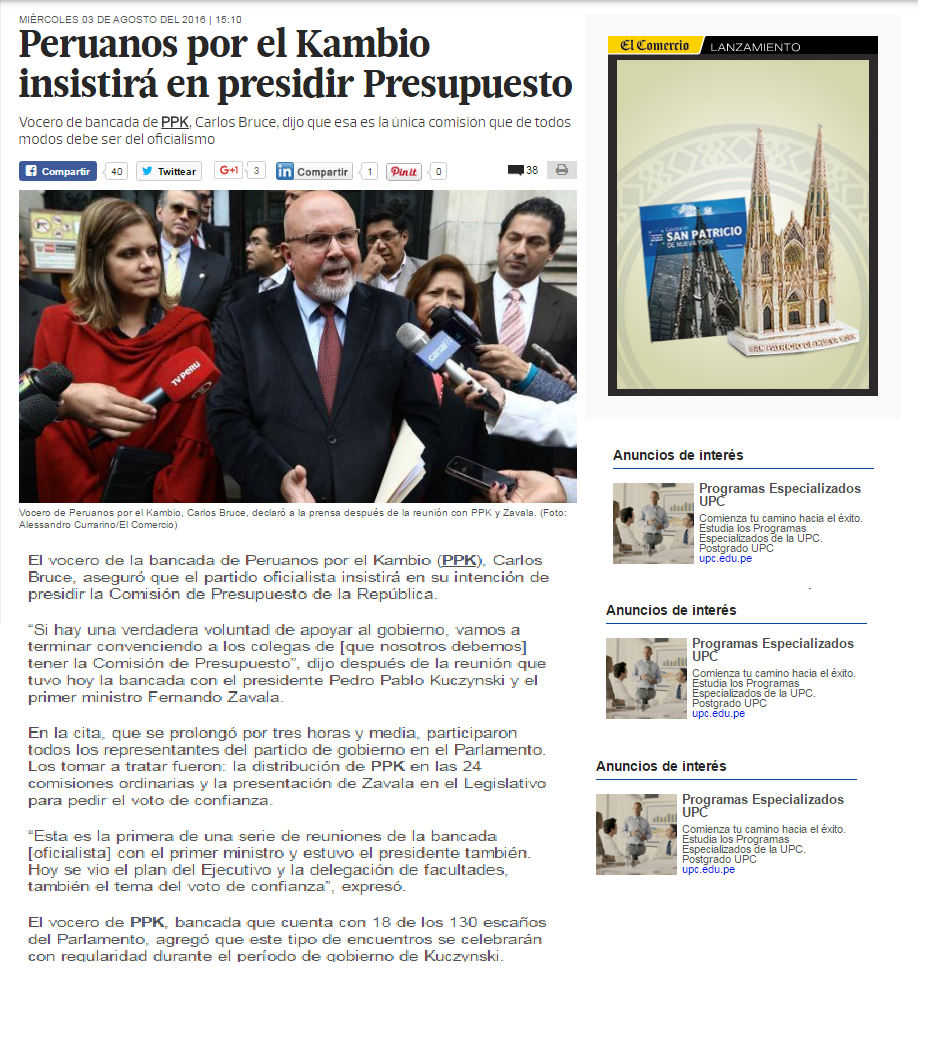 MIÉRCOLES 03 DE AGOSTO DEL 2016 | 15:10
Peruanos por el Kambio
insistirá en presidir Presupuesto
Vocero de bancada de PPK, Carlos Bruce, dijo que esa es la única comisión que de todos
modos debe ser del oficialismo
Compartir 40 Twittear G+1 3 in Compartir 1 Pin it 0 38
TV PERU
canal
Vocero de Peruanos por el Kambio, Carlos Bruce, declaró a la prensa después de la reunión con PPK y Zavala. (Foto:
Alessandro Currarino/El Comercio)
El vocero de la bancada de Peruanos por el Kambio (PPK), Carlos
Bruce, aseguró que el partido oficialista insistirá en su intención de
presidir la Comisión de Presupuesto de la República.
“Si hay una verdadera voluntad de apoyar al gobierno, vamos a
terminar convenciendo a los colegas de [que nosotros debemos]
tener la Comisión de Presupuesto”, dijo después de la reunión que
tuvo hoy la bancada con el presidente Pedro Pablo Kuczynski y el
primer ministro Fernando Zavala.
En la cita, que se prolongó por tres horas y media, participaron
todos los representantes del partido de gobierno en el Parlamento.
Los tomar a tratar fueron: la distribución de PPK en las 24
comisiones ordinarias y la presentación de Zavala en el Legislativo
para pedir el voto de confianza.
“Esta es la primera de una serie de reuniones de la bancada
[oficialista] con el primer ministro y estuvo el presidente también.
Hoy se vio el plan del Ejecutivo y la delegación de facultades,
también el tema del voto de confianza”, expresó.
El vocero de PPK, bancada que cuenta con 18 de los 130 escaños
del Parlamento, agregó que este tipo de encuentros se celebrarán
con regularidad durante el período de gobierno de Kuczynski.
El Comercio LANZAMIENTO
SAN PATRICIO
DE NUEVA YORK
SAN PATRICIO DE NUEVA YORK
Anuncios de interés
Programas Especializados
UPC
Comienza tu camino hacia el éxito.
Estudia los Programas
Especializados de la UPC.
Postgrado UPC
upc.edu.pe
Anuncios de interés
Programas Especializados
UPC
Comienza tu camino hacia el éxito.
Estudia los Programas
Especializados de la UPC.
Postgrado UPC
upc.edu.pe
Anuncios de interés
Programas Especializados
UPC
Comienza tu camino hacia el éxito.
Estudia los Programas
Especializados de la UPC.
Postgrado UPC
upc.edu.pe